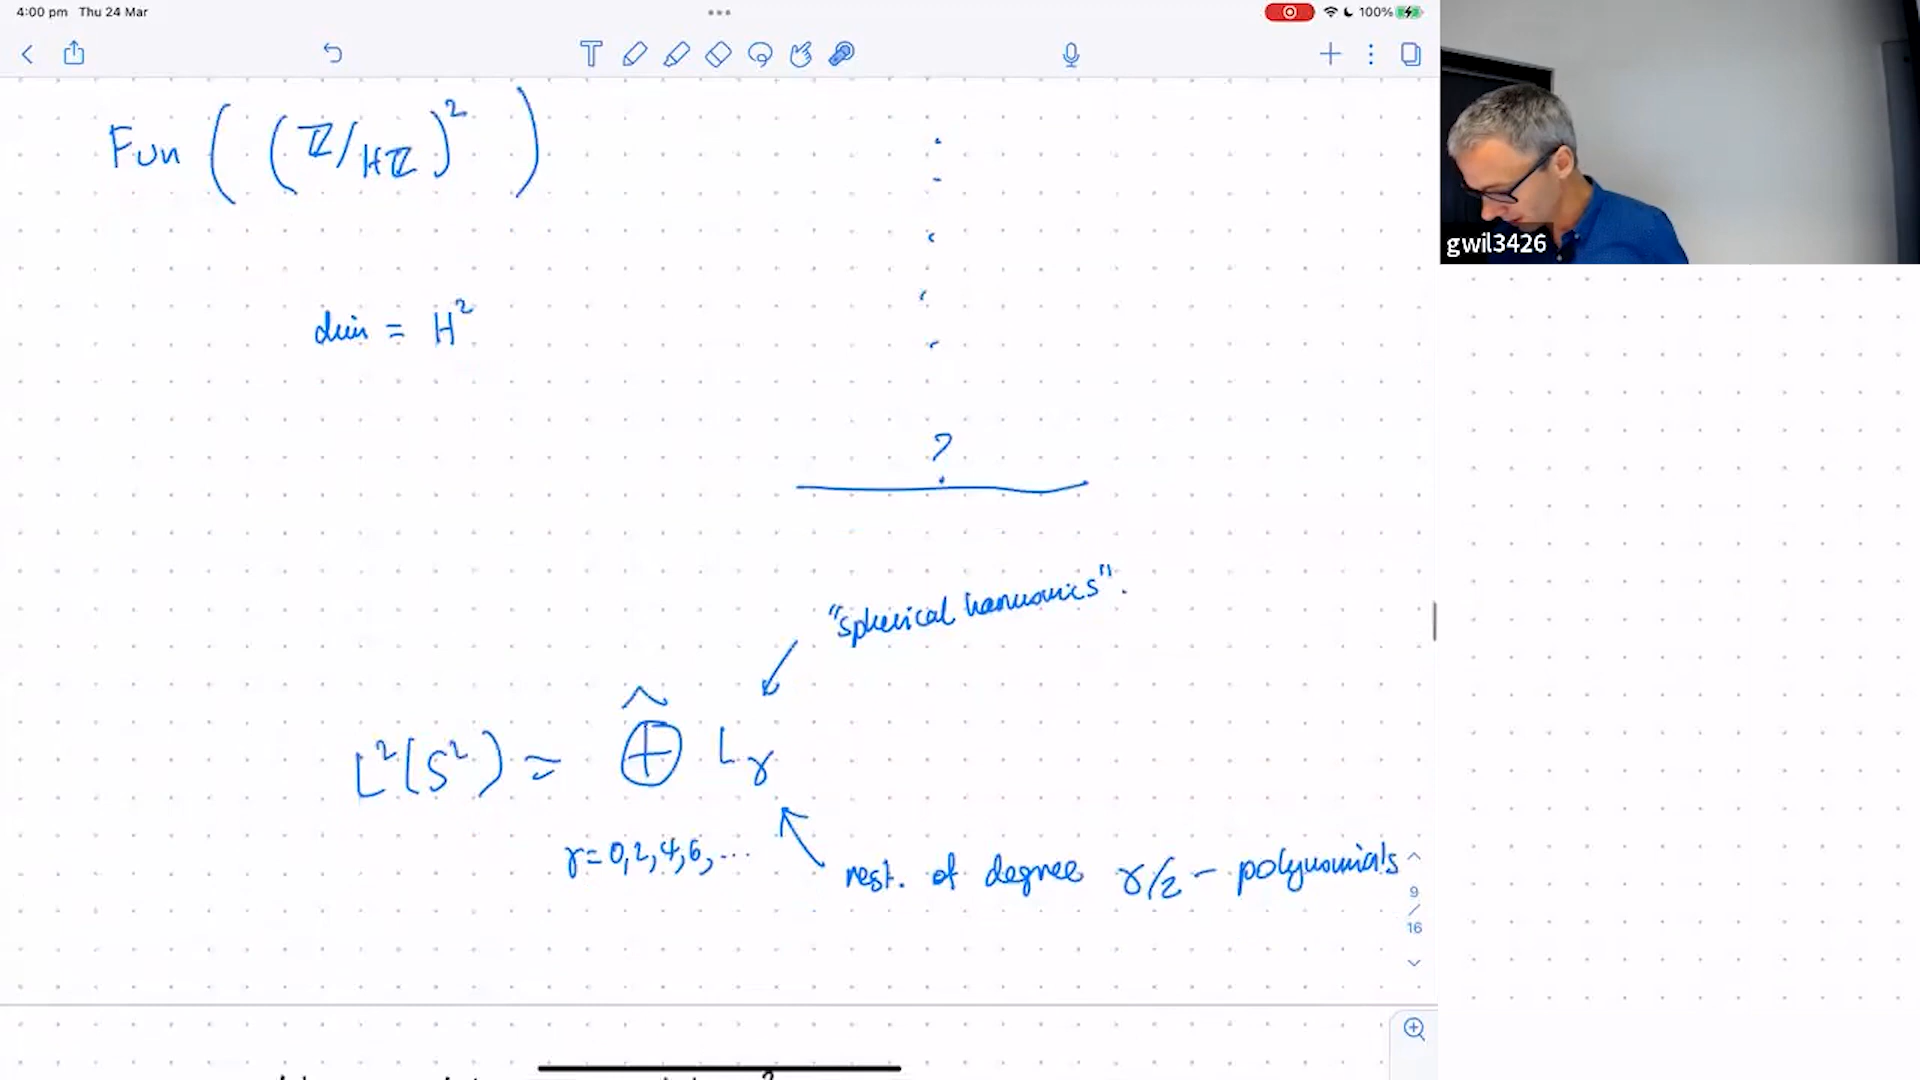 4:00 pm Thu 24 Mar
100%
T
Fun ( (ℤ/Hℤ)² )
dim = H²
?
"spherical harmonics".
L²(S²) = ⊕̂ L_γ
γ = 0,2,4,6, ...
rest. of degree γ/2 - polynomials
9
/
16
gwil3426